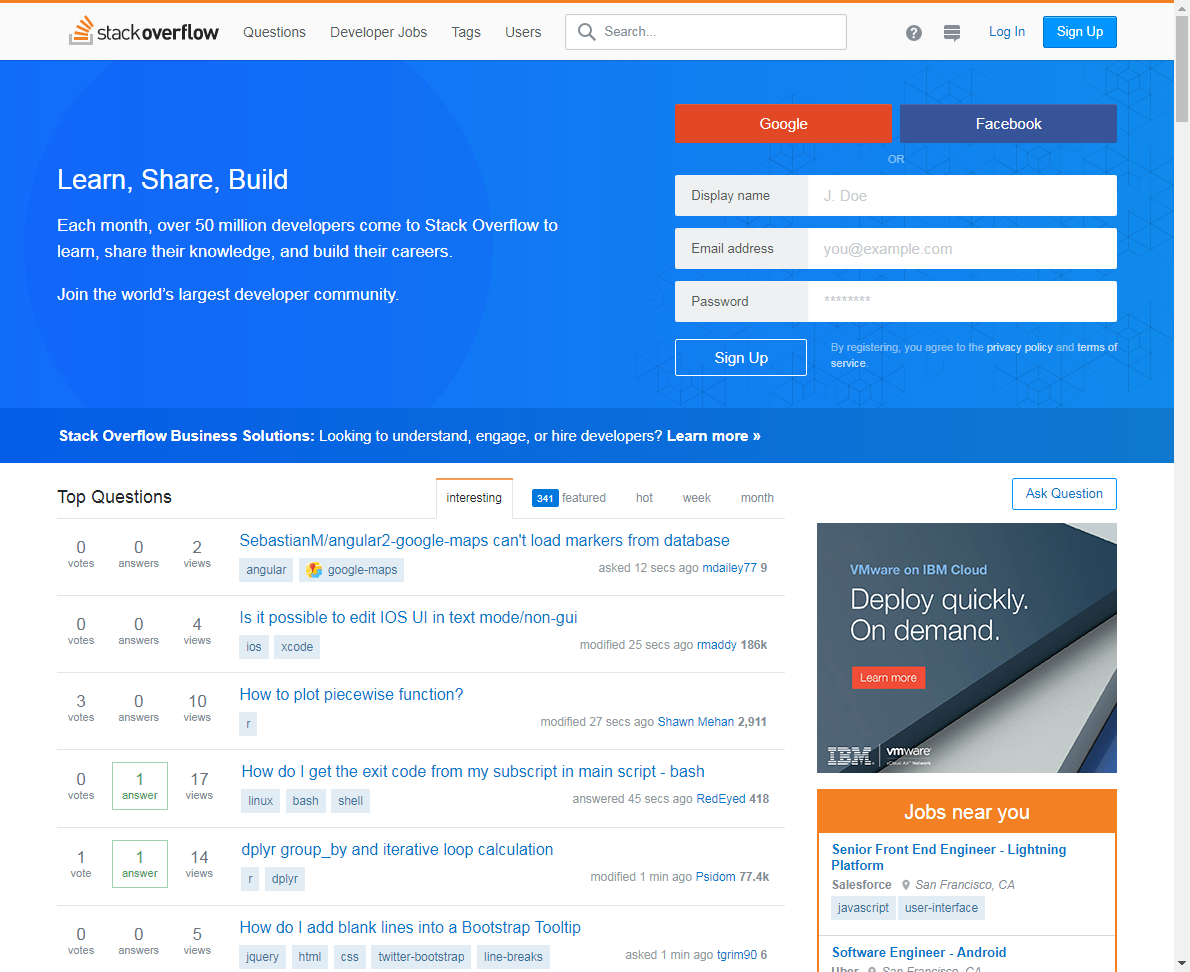 stack overflow Questions Developer Jobs Tags Users Search... ? Log In Sign Up
Google Facebook
OR
Learn, Share, Build
Each month, over 50 million developers come to Stack Overflow to
learn, share their knowledge, and build their careers.
Join the world's largest developer community.
Display name J. Doe
Email address you@example.com
Password ********
Sign Up
By registering, you agree to the privacy policy and terms of
service.
Stack Overflow Business Solutions: Looking to understand, engage, or hire developers? Learn more »
Top Questions interesting 341 featured hot week month
Ask Question
0 votes 0 answers 2 views
SebastianM/angular2-google-maps can't load markers from database
angular google-maps
asked 12 secs ago mdailey77 9
0 votes 0 answers 4 views
Is it possible to edit IOS UI in text mode/non-gui
ios xcode
modified 25 secs ago rmaddy 186k
3 votes 0 answers 10 views
How to plot piecewise function?
r
modified 27 secs ago Shawn Mehan 2,911
0 votes 1 answer 17 views
How do I get the exit code from my subscript in main script - bash
linux bash shell
answered 45 secs ago RedEyed 418
1 vote 1 answer 14 views
dplyr group_by and iterative loop calculation
r dplyr
modified 1 min ago Psidom 77.4k
0 votes 0 answers 5 views
How do I add blank lines into a Bootstrap Tooltip
jquery html css twitter-bootstrap line-breaks
asked 1 min ago tgrim90 6
VMware on IBM Cloud
Deploy quickly.
On demand.
Learn more
IBM vmware
vCloud Air Network
Jobs near you
Senior Front End Engineer - Lightning
Platform
Salesforce San Francisco, CA
javascript user-interface
Software Engineer - Android
Uber San Francisco, CA